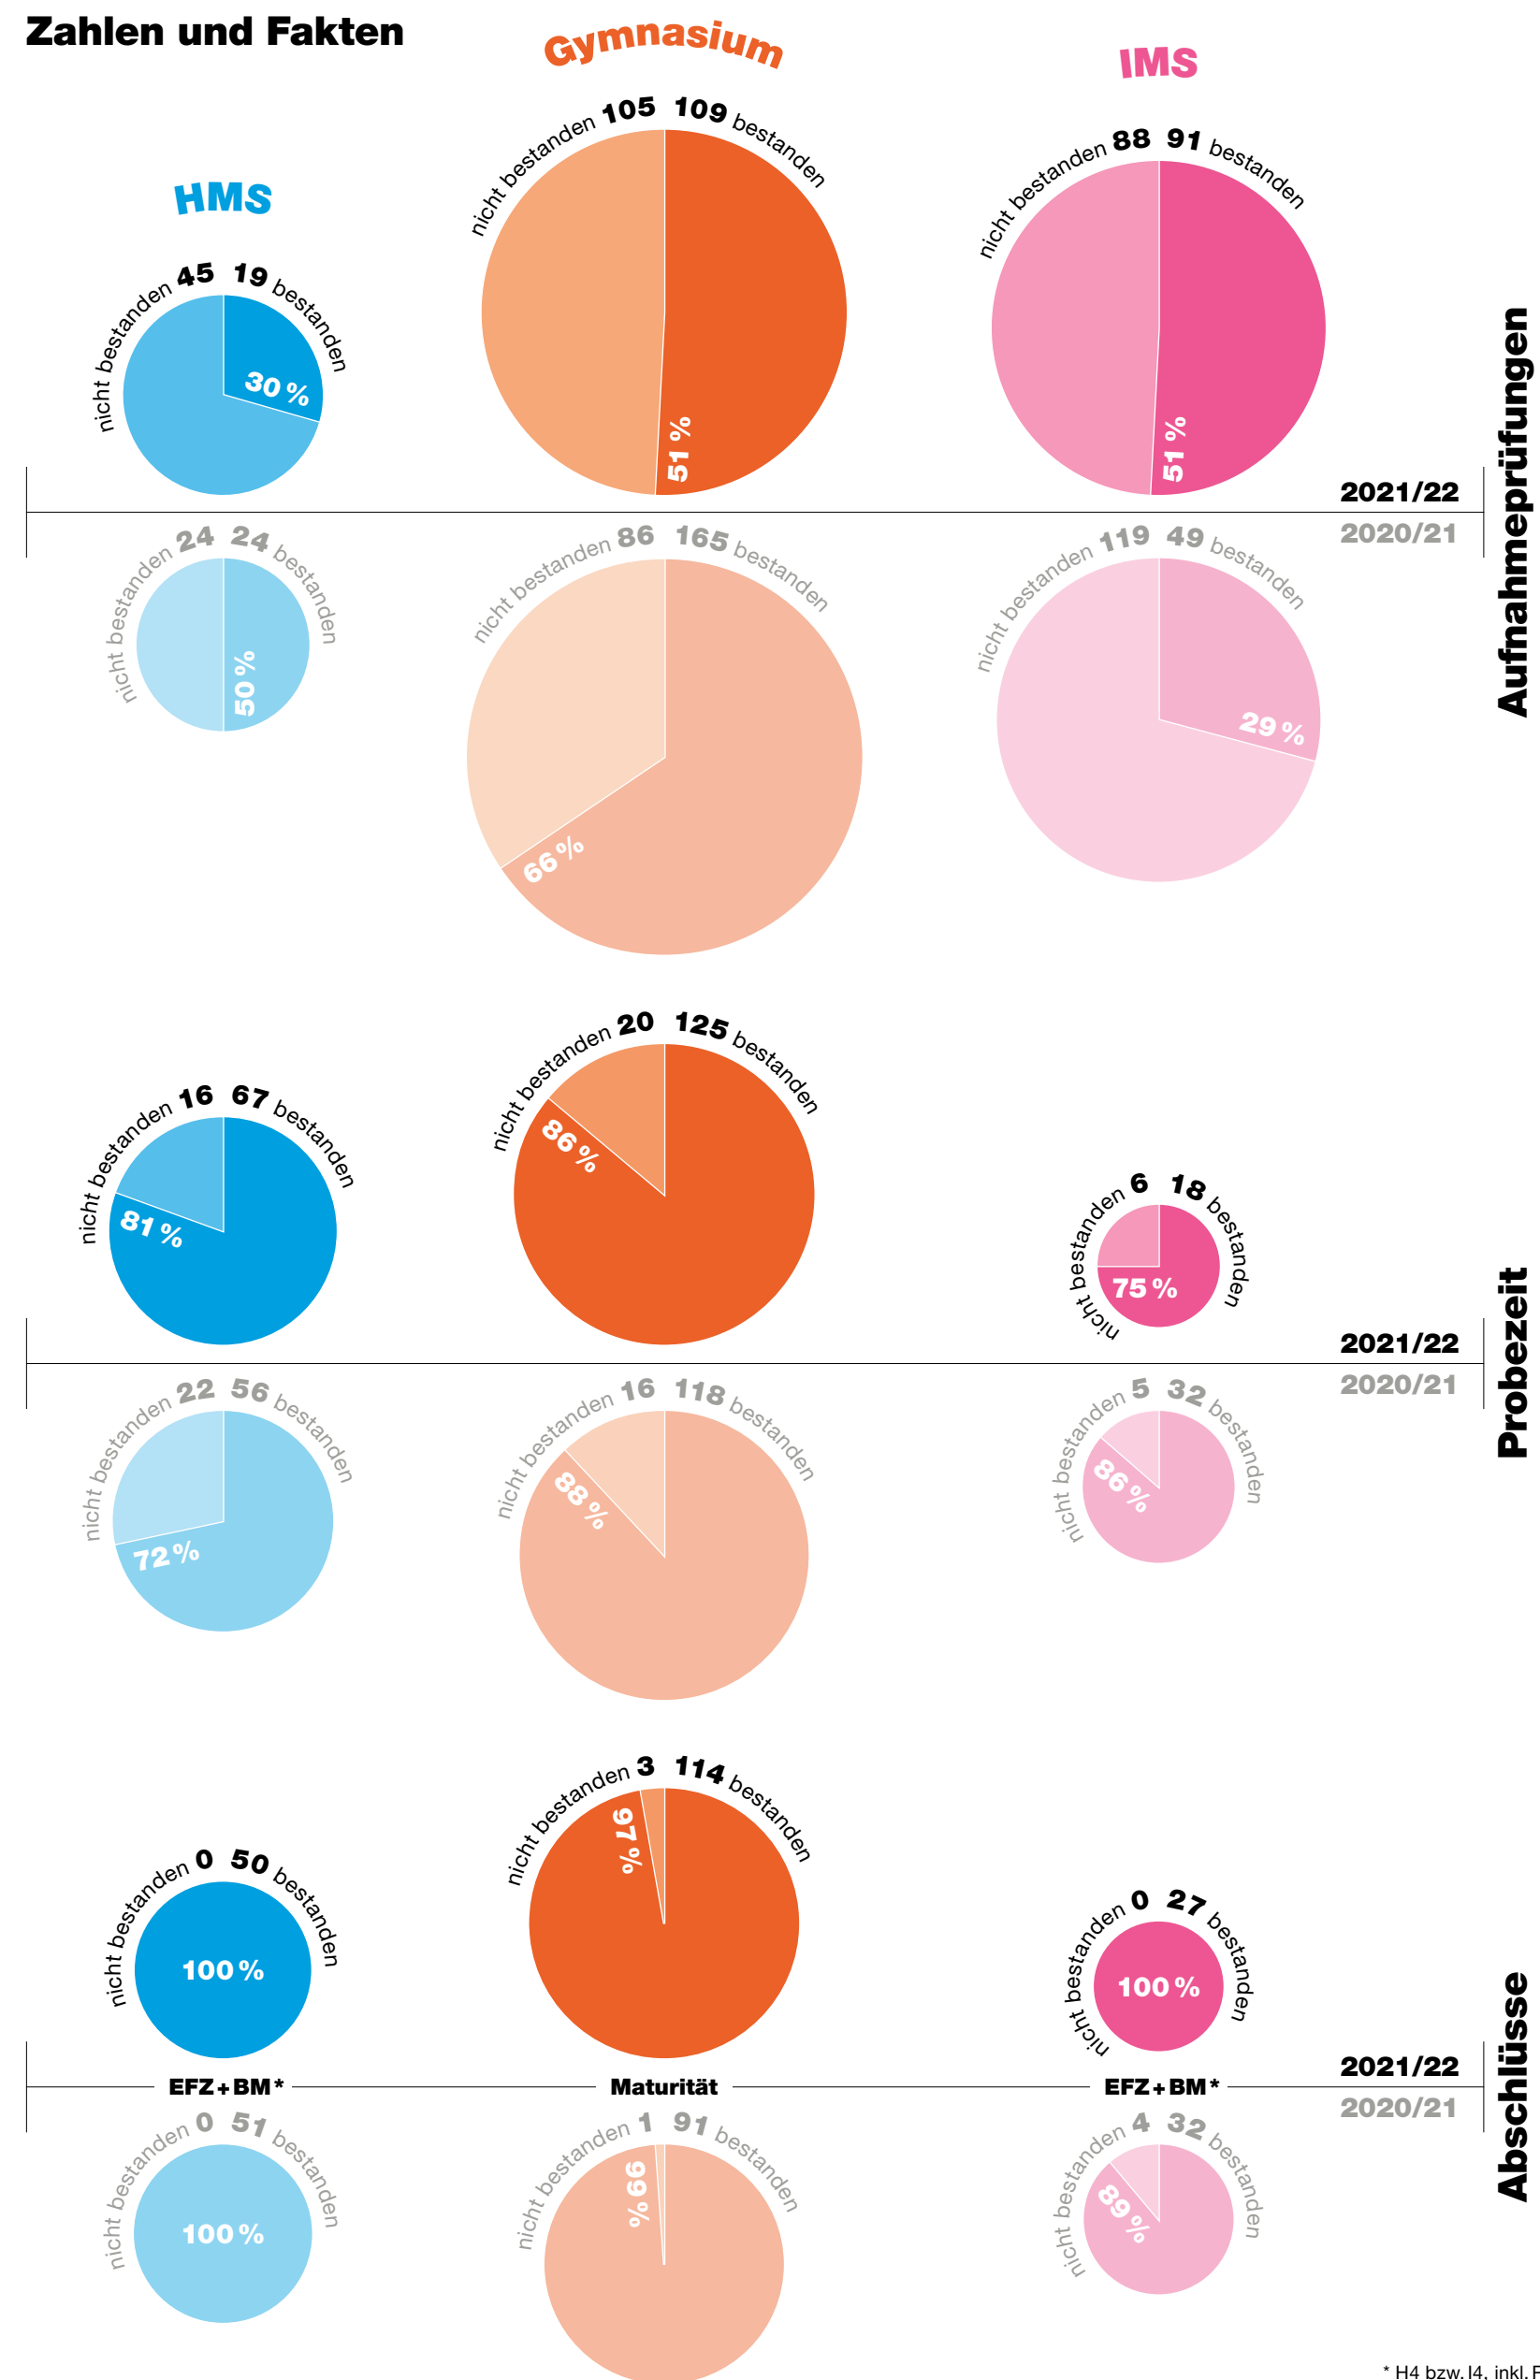 Zahlen und Fakten
Gymnasium
IMS
HMS
nicht bestanden 45 19 bestanden
30 %
nicht bestanden 105 109 bestanden
51 %
nicht bestanden 88 91 bestanden
51 %
2021/22
2020/21
Aufnahmeprüfungen
nicht bestanden 24 24 bestanden
50 %
nicht bestanden 86 165 bestanden
66 %
nicht bestanden 119 49 bestanden
29 %
nicht bestanden 16 67 bestanden
81 %
nicht bestanden 20 125 bestanden
86 %
nicht bestanden 6 18 bestanden
75 %
2021/22
2020/21
Probezeit
nicht bestanden 22 56 bestanden
72 %
nicht bestanden 16 118 bestanden
88 %
nicht bestanden 5 32 bestanden
86 %
nicht bestanden 0 50 bestanden
100 %
nicht bestanden 3 114 bestanden
97 %
nicht bestanden 0 27 bestanden
100 %
EFZ + BM *
Maturität
EFZ + BM *
2021/22
2020/21
Abschlüsse
nicht bestanden 0 51 bestanden
100 %
nicht bestanden 1 91 bestanden
99 %
nicht bestanden 4 32 bestanden
89 %
* H4 bzw. I4, inkl.